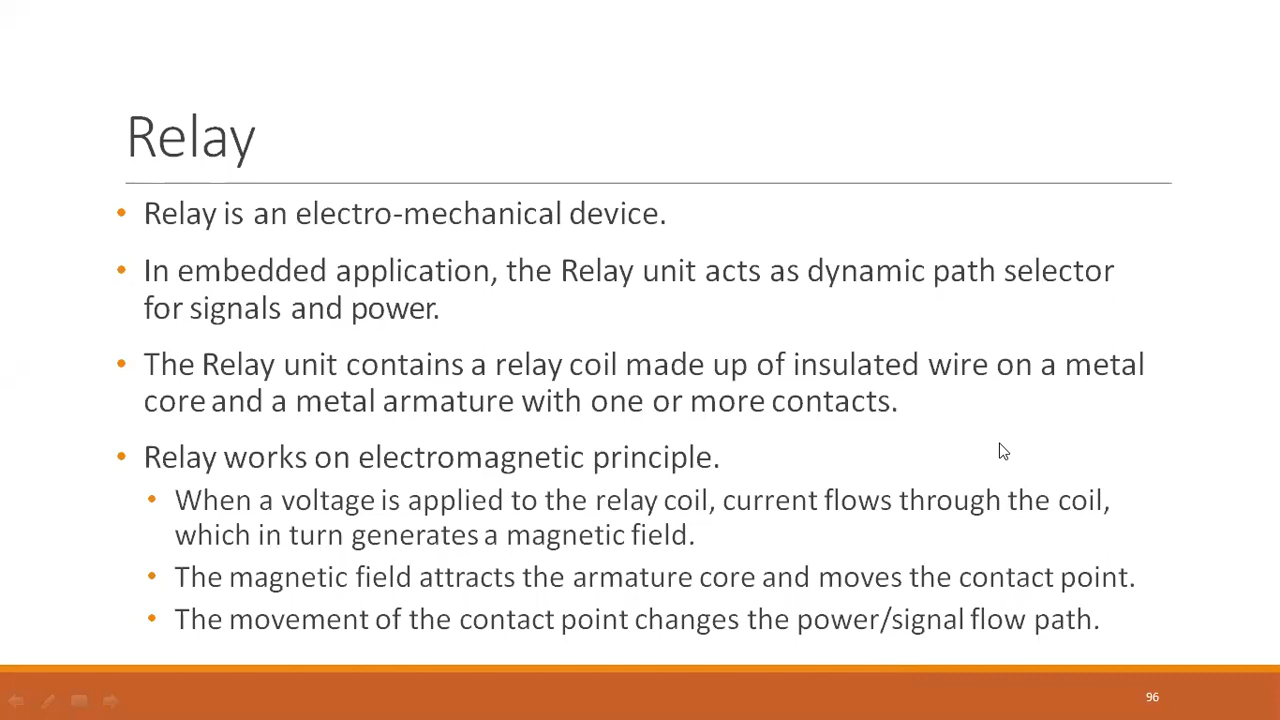 Relay
• Relay is an electro-mechanical device.
• In embedded application, the Relay unit acts as dynamic path selector
for signals and power.
• The Relay unit contains a relay coil made up of insulated wire on a metal
core and a metal armature with one or more contacts.
• Relay works on electromagnetic principle.
• When a voltage is applied to the relay coil, current flows through the coil,
which in turn generates a magnetic field.
• The magnetic field attracts the armature core and moves the contact point.
• The movement of the contact point changes the power/signal flow path.
96